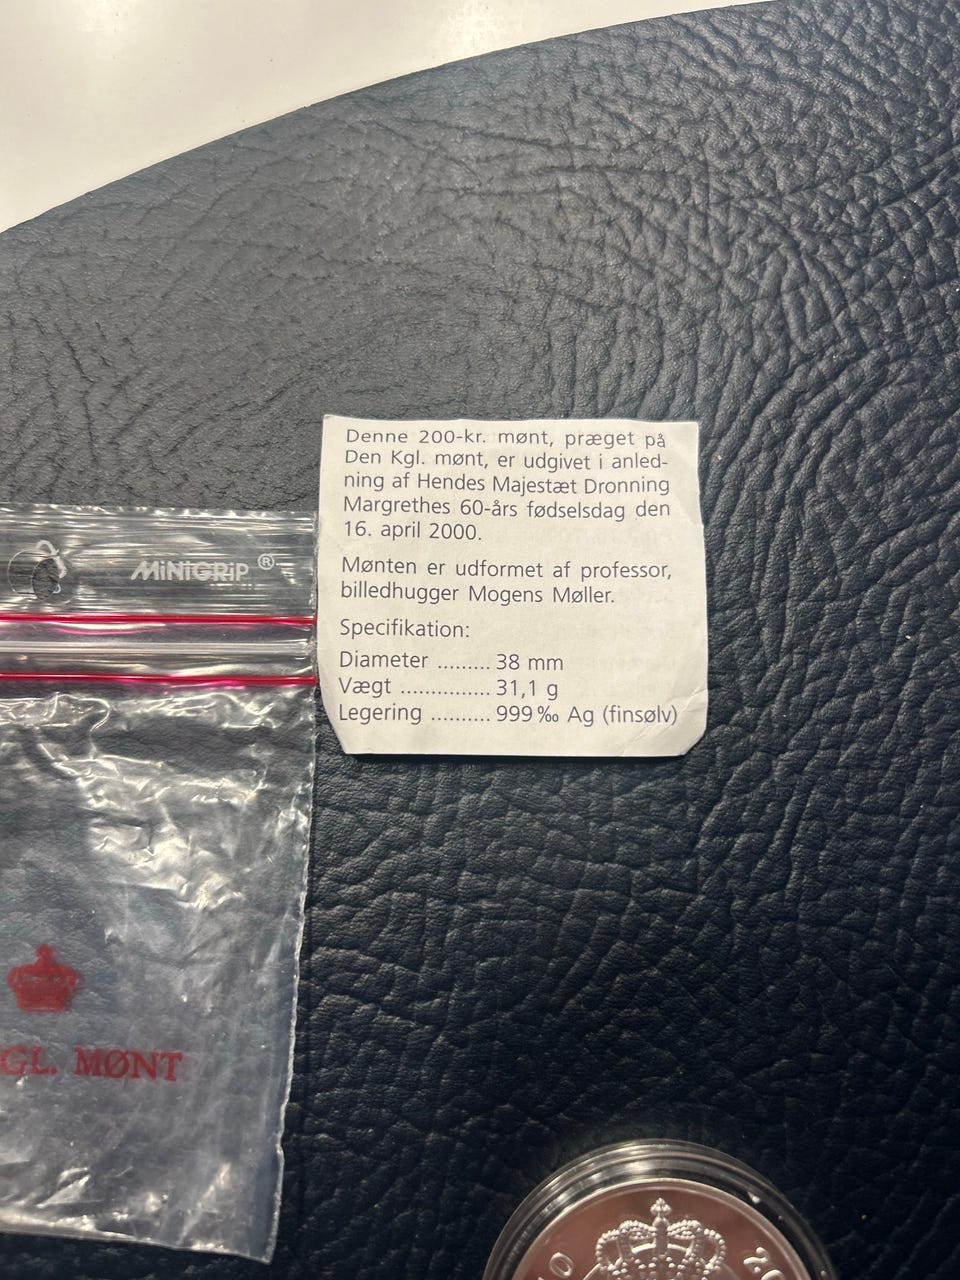 Denne 200-kr. mønt, præget på
Den Kgl. mønt, er udgivet i anled-
ning af Hendes Majestæt Dronning
Margrethes 60-års fødselsdag den
16. april 2000.
Mønten er udformet af professor,
billedhugger Mogens Møller.
Specifikation:
Diameter ......... 38 mm
Vægt ............... 31,1 g
Legering .......... 999 ‰ Ag (finsølv)
MiNiGRiP ®
GL. MØNT